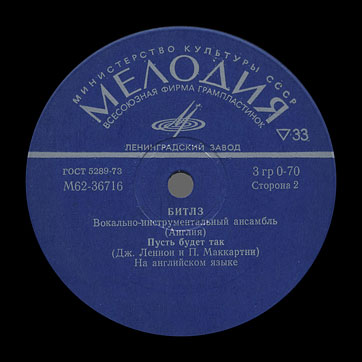 МИНИСТЕРСТВО КУЛЬТУРЫ СССР
МЕЛОДИЯ
ВСЕСОЮЗНАЯ ФИРМА ГРАМПЛАСТИНОК
▽33
ЛЕНИНГРАДСКИЙ ЗАВОД
ГОСТ 5289-73
3 гр 0-70
М62-36716
Сторона 2
БИТЛЗ
Вокально-инструментальный ансамбль
(Англия)
Пусть будет так
(Дж. Леннон и П. Маккартни)
На английском языке